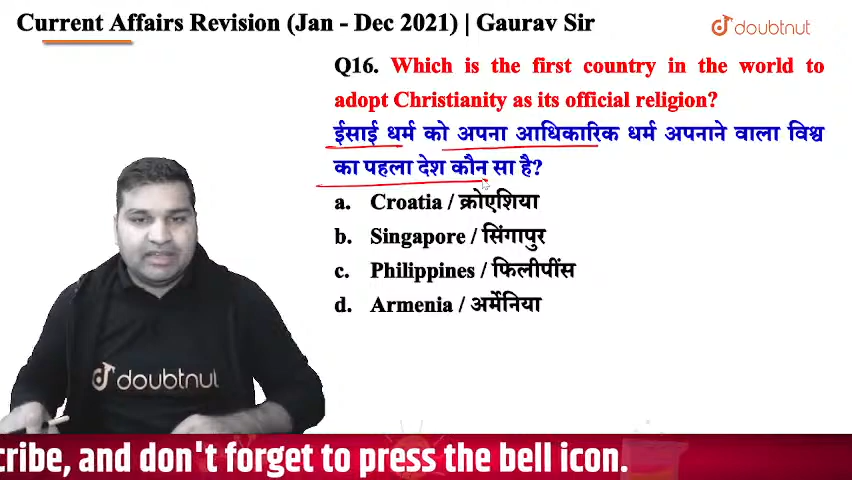 Current Affairs Revision (Jan - Dec 2021) | Gaurav Sir
doubtnut
Q16. Which is the first country in the world to
adopt Christianity as its official religion?
ईसाई धर्म को अपना आधिकारिक धर्म अपनाने वाला विश्व
का पहला देश कौन सा है?
a. Croatia / क्रोएशिया
b. Singapore / सिंगापुर
c. Philippines / फिलीपींस
d. Armenia / अर्मेनिया
doubtnut
cribe, and don't forget to press the bell icon.